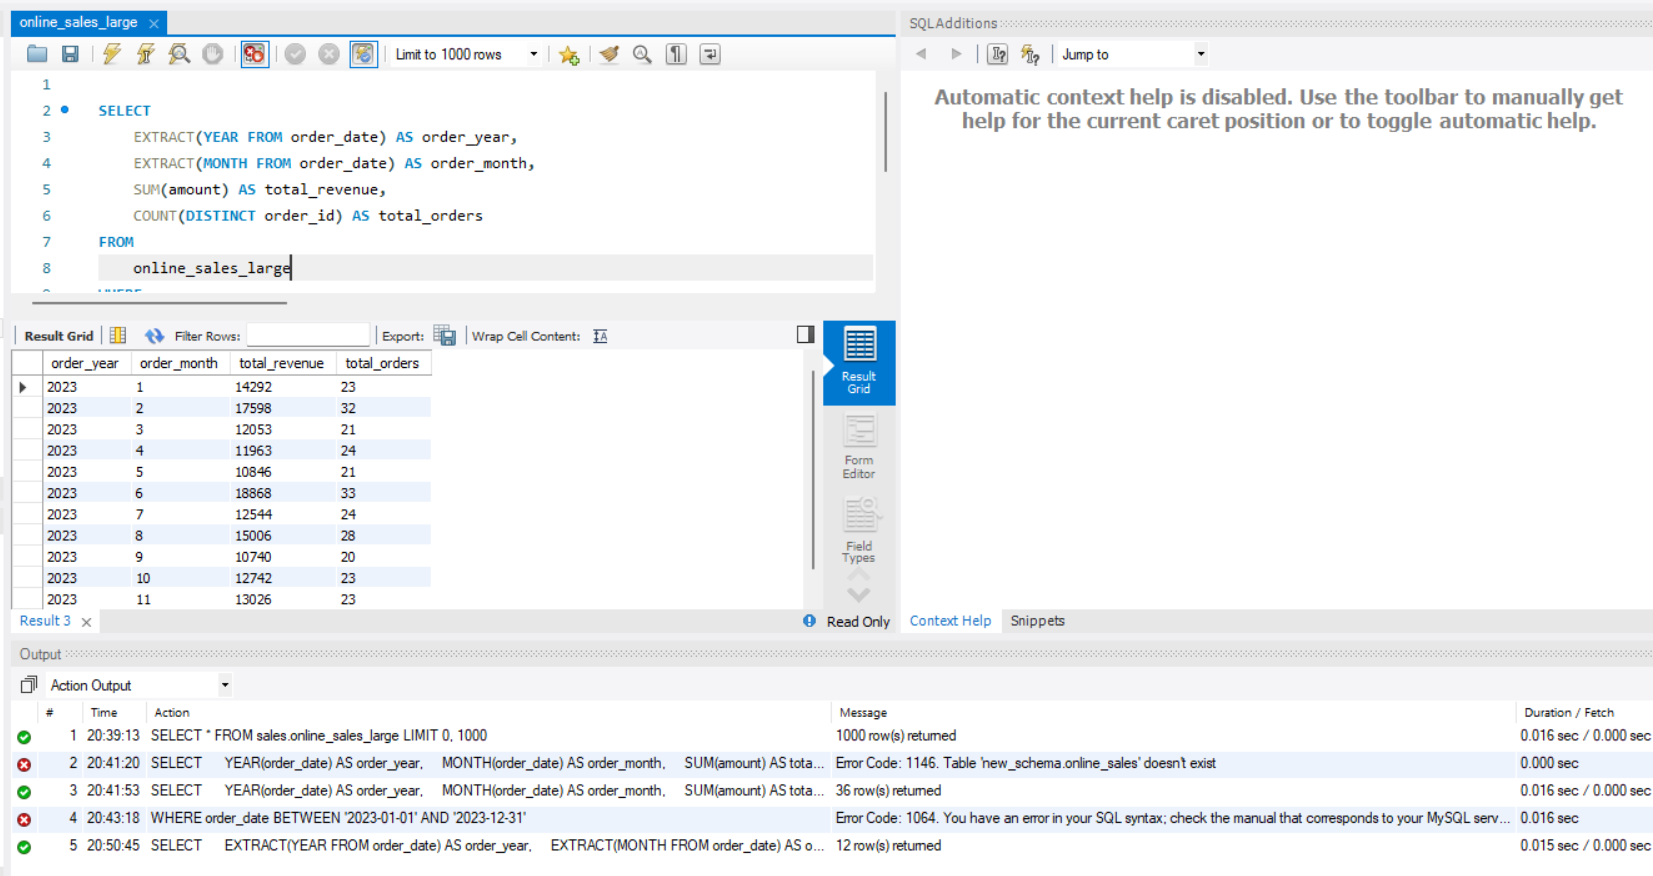 online_sales_large
SQLAdditions
Limit to 1000 rows
Jump to
1
2 SELECT
3 EXTRACT(YEAR FROM order_date) AS order_year,
4 EXTRACT(MONTH FROM order_date) AS order_month,
5 SUM(amount) AS total_revenue,
6 COUNT(DISTINCT order_id) AS total_orders
7 FROM
8 online_sales_large
Automatic context help is disabled. Use the toolbar to manually get
help for the current caret position or to toggle automatic help.
Result Grid Filter Rows: Export: Wrap Cell Content:
order_year order_month total_revenue total_orders
2023 1 14292 23
2023 2 17598 32
2023 3 12053 21
2023 4 11963 24
2023 5 10846 21
2023 6 18868 33
2023 7 12544 24
2023 8 15006 28
2023 9 10740 20
2023 10 12742 23
2023 11 13026 23
Result
Grid
Form
Editor
Field
Types
Result 3
Read Only
Context Help Snippets
Output
Action Output
# Time Action Message Duration / Fetch
1 20:39:13 SELECT * FROM sales.online_sales_large LIMIT 0, 1000 1000 row(s) returned 0.016 sec / 0.000 sec
2 20:41:20 SELECT YEAR(order_date) AS order_year, MONTH(order_date) AS order_month, SUM(amount) AS tota... Error Code: 1146. Table 'new_schema.online_sales' doesn't exist 0.000 sec
3 20:41:53 SELECT YEAR(order_date) AS order_year, MONTH(order_date) AS order_month, SUM(amount) AS tota... 36 row(s) returned 0.016 sec / 0.000 sec
4 20:43:18 WHERE order_date BETWEEN '2023-01-01' AND '2023-12-31' Error Code: 1064. You have an error in your SQL syntax; check the manual that corresponds to your MySQL serv... 0.016 sec
5 20:50:45 SELECT EXTRACT(YEAR FROM order_date) AS order_year, EXTRACT(MONTH FROM order_date) AS o... 12 row(s) returned 0.015 sec / 0.000 sec